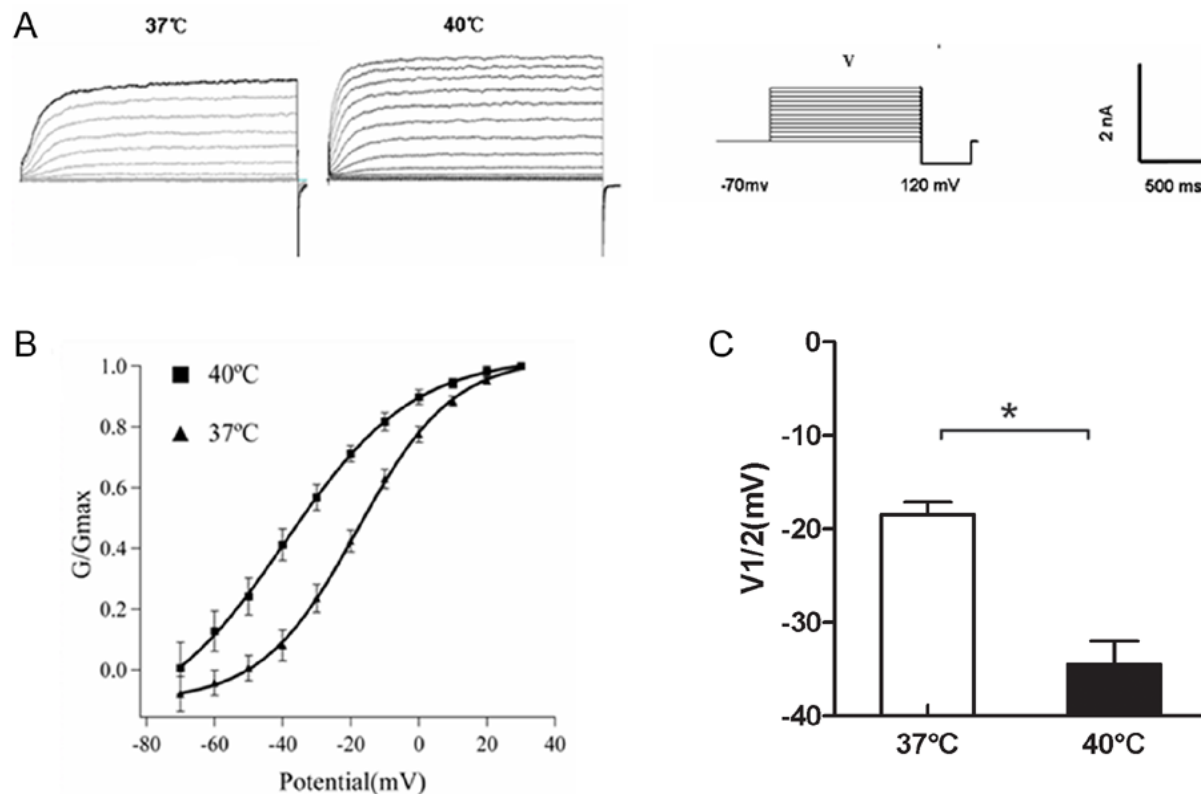 A
37℃
40℃
V
-70mv
120 mV
2 nA
500 ms
B
40ºC
37ºC
1.0
0.8
0.6
0.4
0.2
0.0
G/Gmax
-80
-60
-40
-20
0
20
40
Potential(mV)
C
*
0
-10
-20
-30
-40
V1/2(mV)
37ºC
40ºC